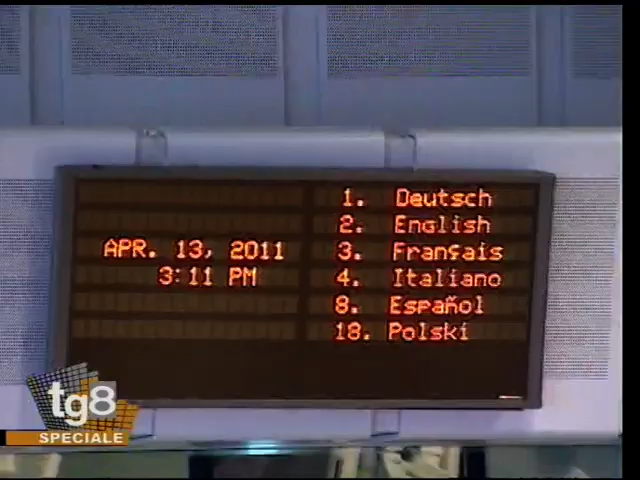 APR. 13, 2011
3:11 PM
1. Deutsch
2. English
3. Français
4. Italiano
8. Español
18. Polski
tg8
SPECIALE